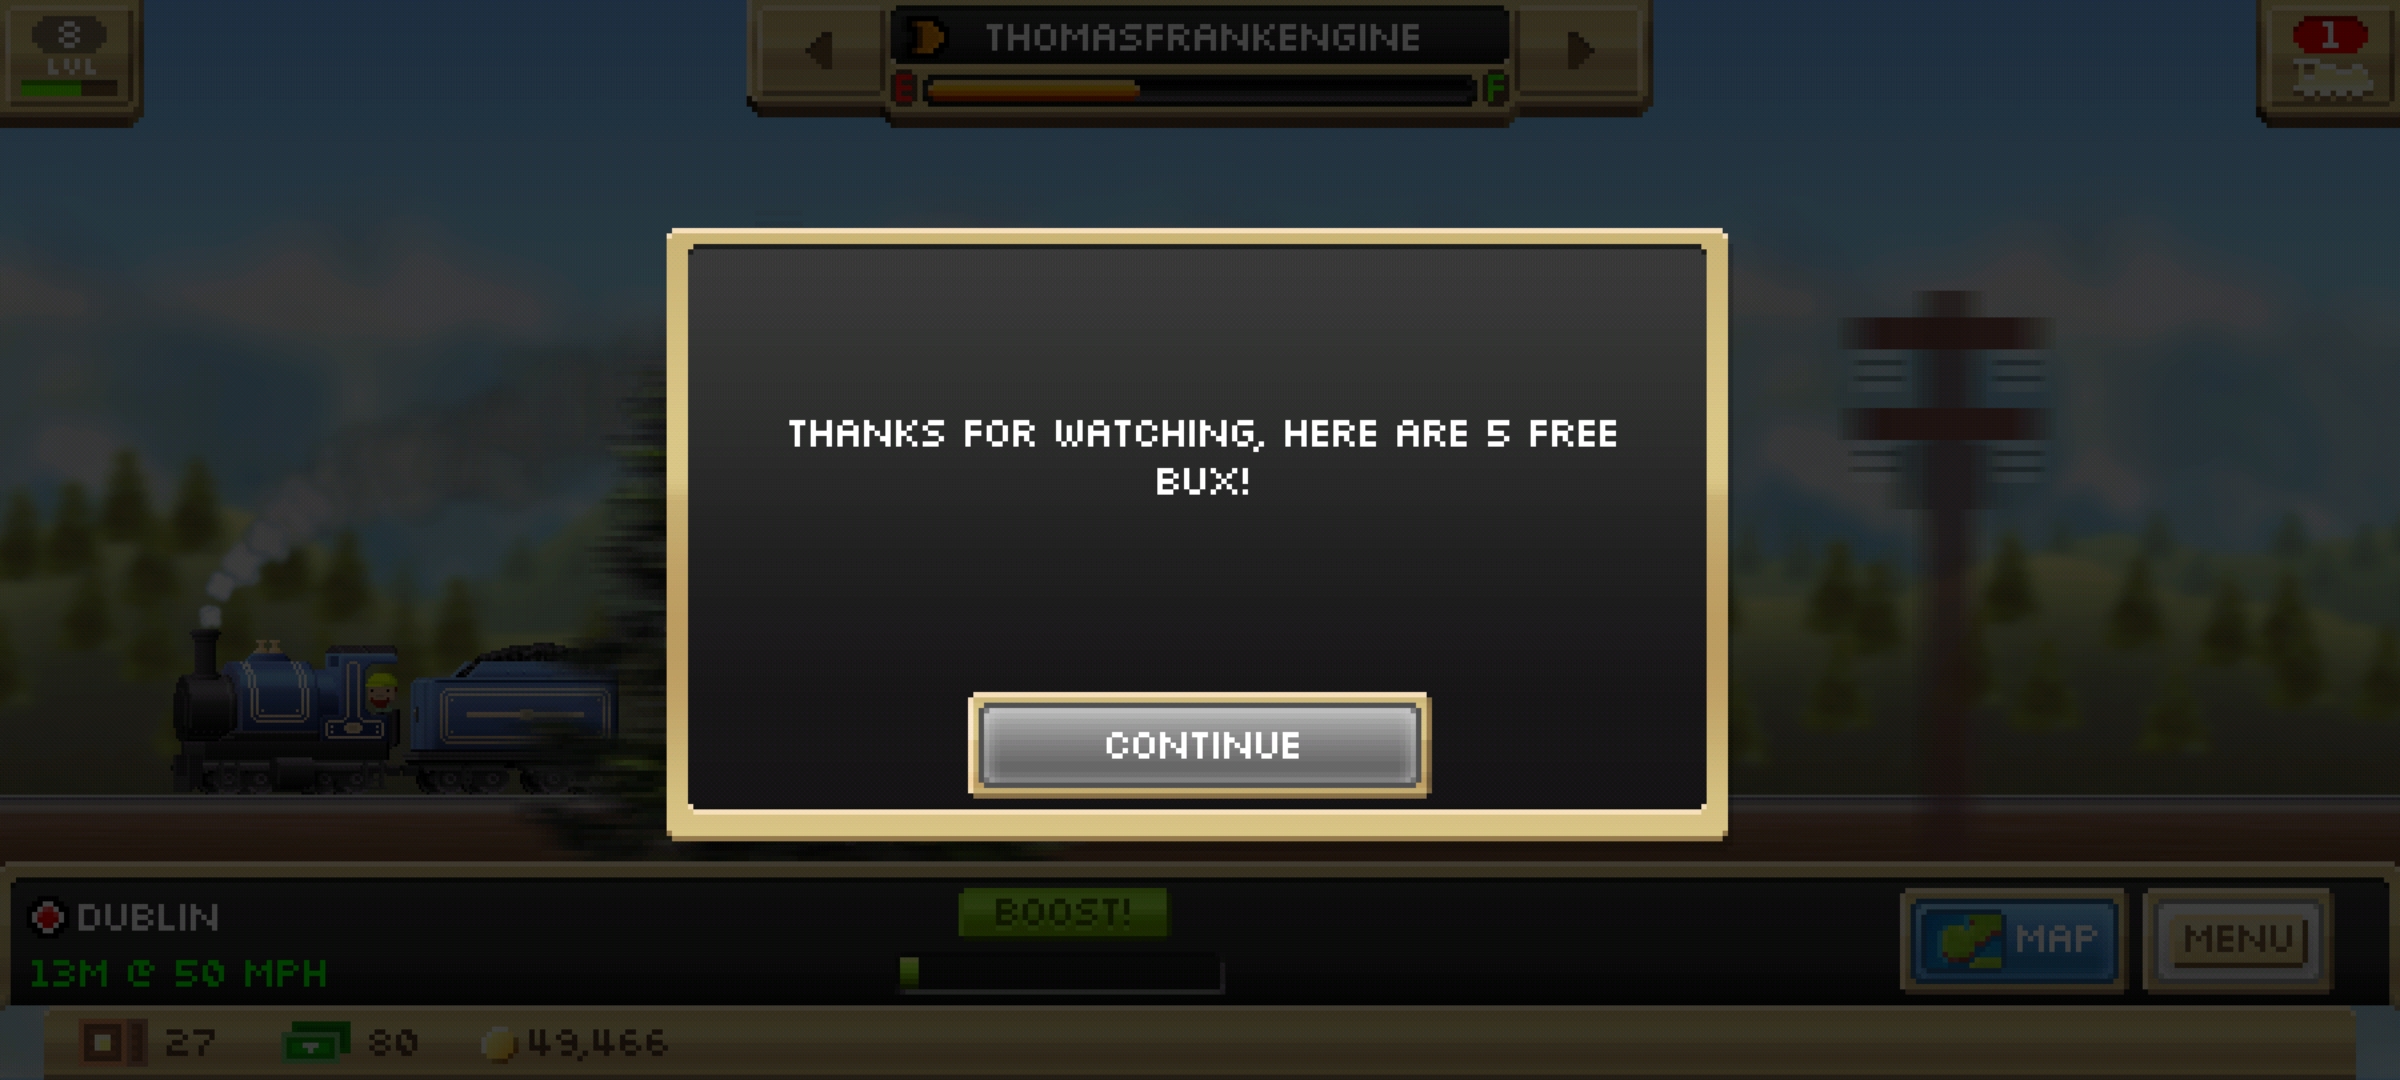 8
LVL
THOMASFRANKENGINE
E F
1
THANKS FOR WATCHING, HERE ARE 5 FREE
BUX!
CONTINUE
DUBLIN
13M @ 50 MPH
BOOST!
MAP
MENU
27 80 49,466